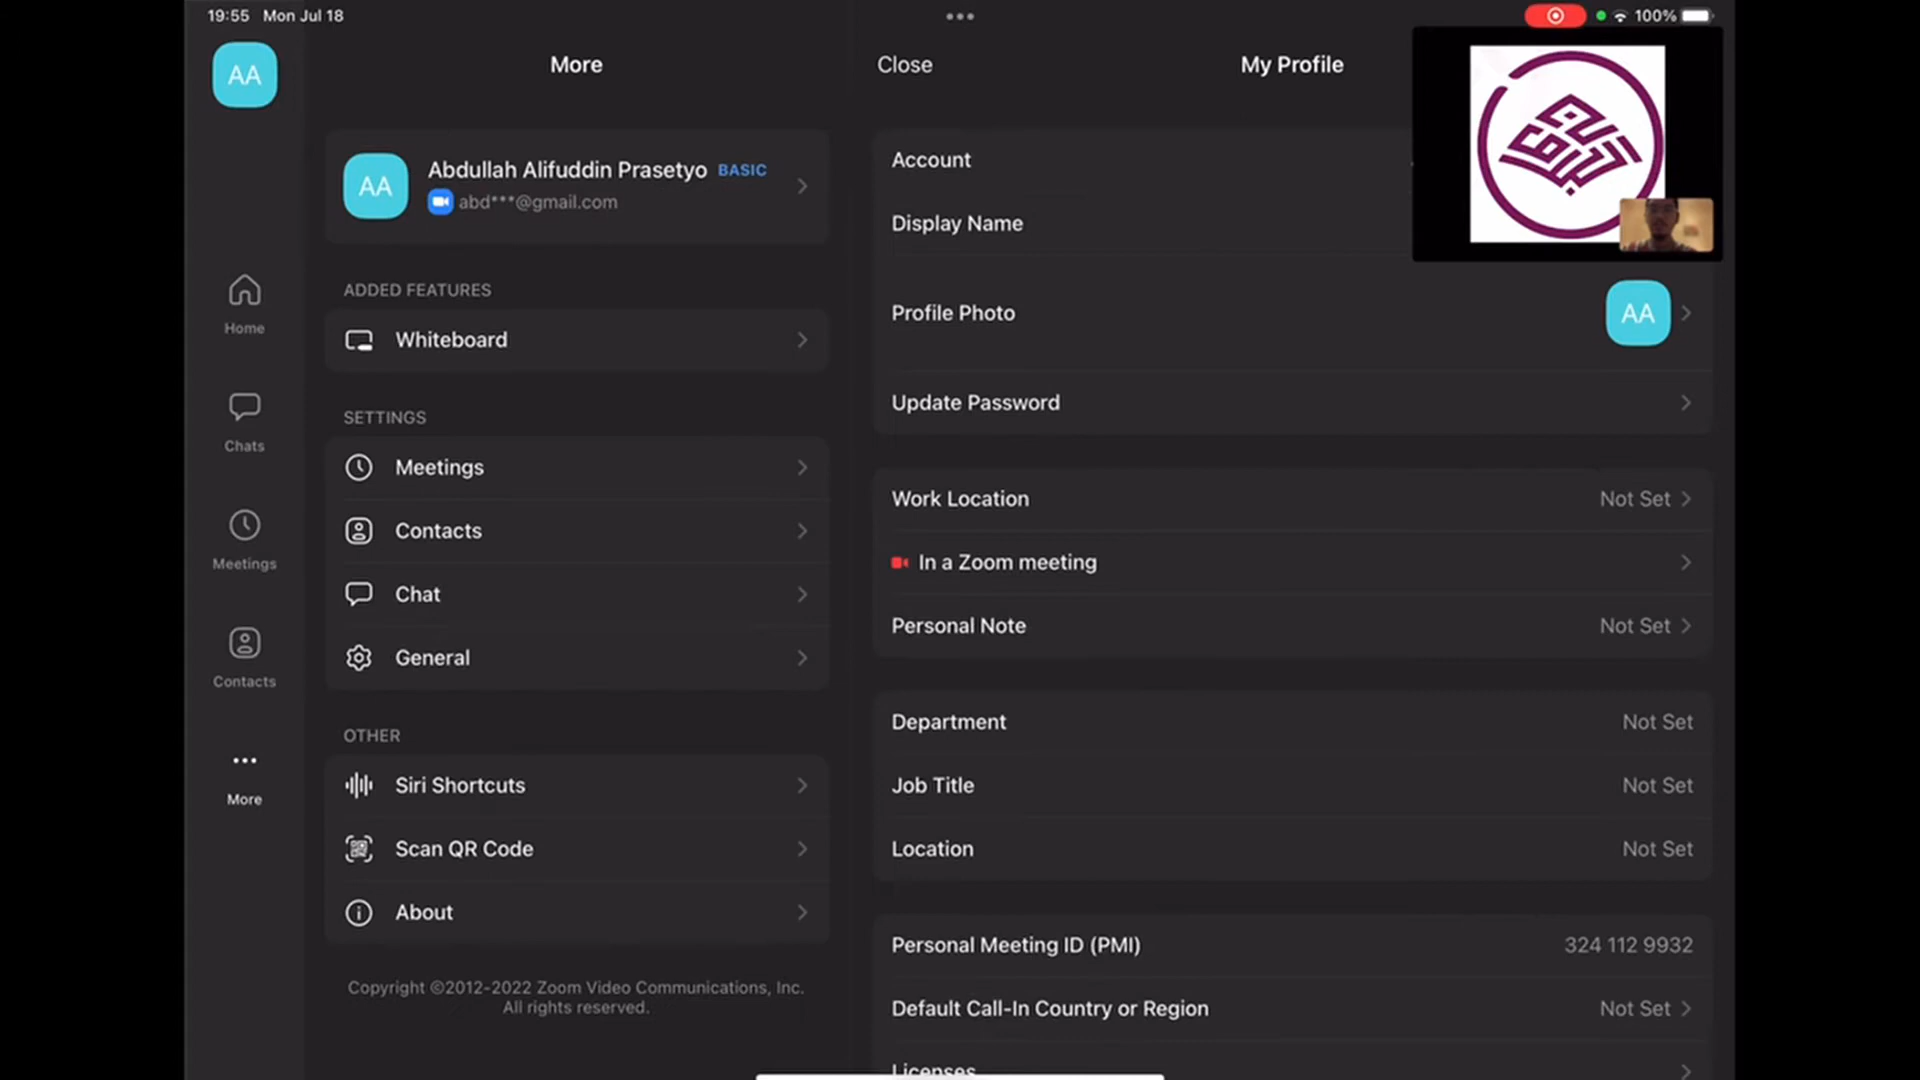 19:55 Mon Jul 18
100%
AA
More
Close
My Profile
AA
Abdullah Alifuddin Prasetyo BASIC
abd***@gmail.com
ADDED FEATURES
Whiteboard
SETTINGS
Meetings
Contacts
Chat
General
OTHER
Siri Shortcuts
Scan QR Code
About
Copyright ©2012-2022 Zoom Video Communications, Inc.
All rights reserved.
Home
Chats
Meetings
Contacts
More
Account
Display Name
Profile Photo
AA
Update Password
Work Location Not Set
In a Zoom meeting
Personal Note Not Set
Department Not Set
Job Title Not Set
Location Not Set
Personal Meeting ID (PMI) 324 112 9932
Default Call-In Country or Region Not Set
Licenses